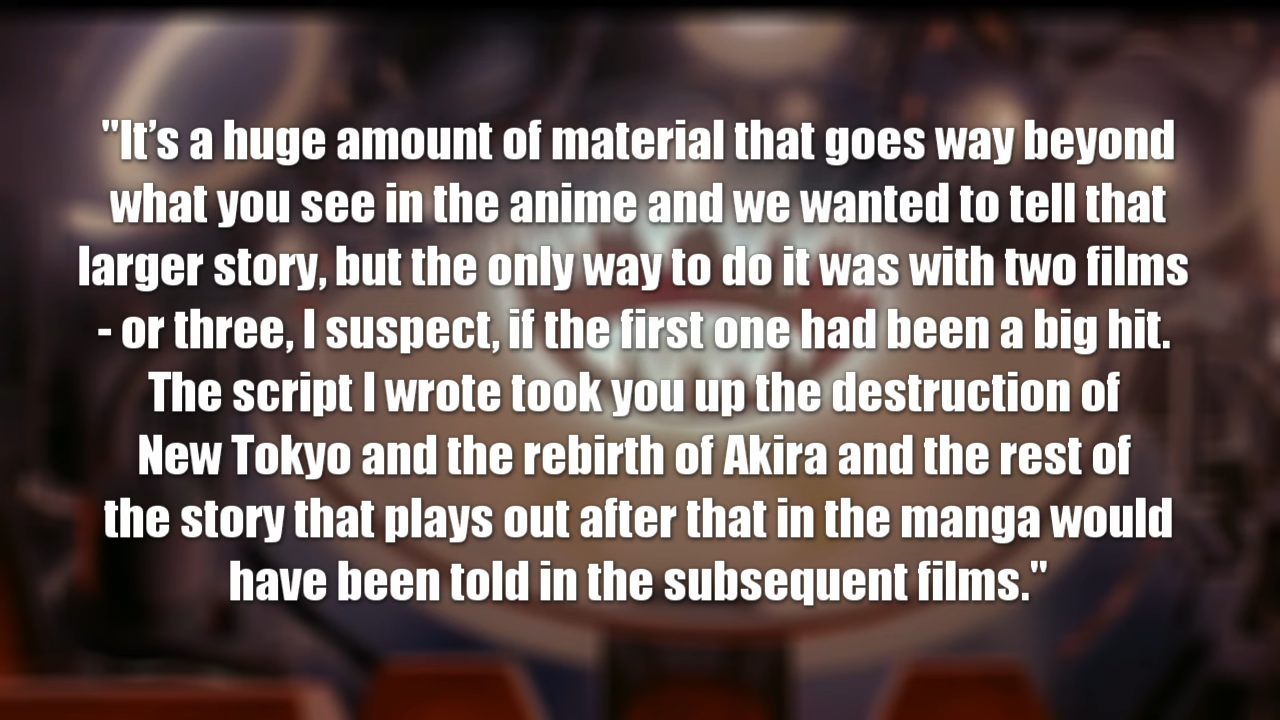 "It’s a huge amount of material that goes way beyond
what you see in the anime and we wanted to tell that
larger story, but the only way to do it was with two films
- or three, I suspect, if the first one had been a big hit.
The script I wrote took you up the destruction of
New Tokyo and the rebirth of Akira and the rest of
the story that plays out after that in the manga would
have been told in the subsequent films."